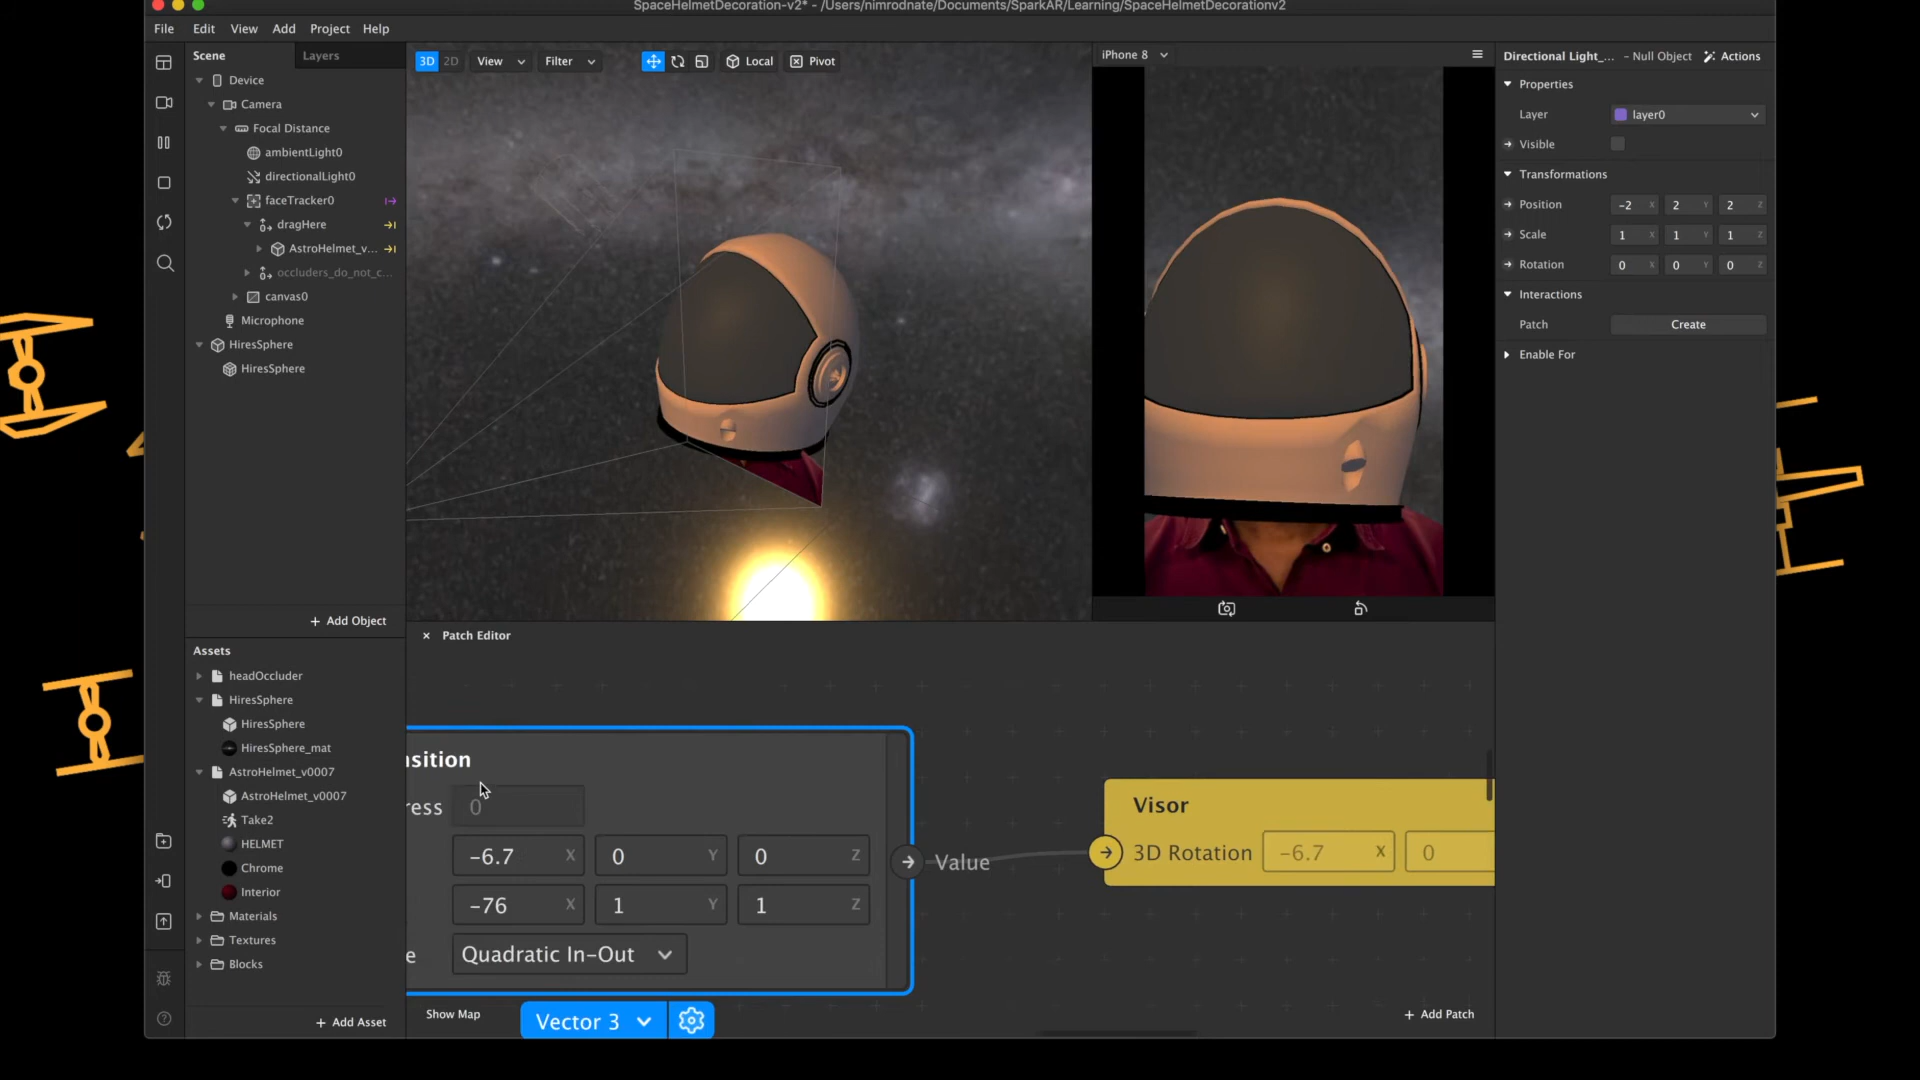 SpaceHelmetDecoration-v2* - /Users/nimrodnate/Documents/SparkAR/Learning/SpaceHelmetDecorationv2
File Edit View Add Project Help
Scene Layers
Device
Camera
Focal Distance
ambientLight0
directionalLight0
faceTracker0
dragHere
AstroHelmet_v...
occluders_do_not_c...
canvas0
Microphone
HiresSphere
HiresSphere
+ Add Object
Assets
headOccluder
HiresSphere
HiresSphere
HiresSphere_mat
AstroHelmet_v0007
AstroHelmet_v0007
Take2
HELMET
Chrome
Interior
Materials
Textures
Blocks
+ Add Asset
3D 2D View Filter Local Pivot
iPhone 8
Patch Editor
nsition
ress 0
-6.7 X 0 Y 0 Z
-76 X 1 Y 1 Z
e Quadratic In-Out
Value
Visor
3D Rotation -6.7 X 0
Show Map
Vector 3
+ Add Patch
Directional Light_... - Null Object Actions
Properties
Layer layer0
Visible
Transformations
Position -2 X 2 Y 2 Z
Scale 1 X 1 Y 1 Z
Rotation 0 X 0 Y 0 Z
Interactions
Patch Create
Enable For